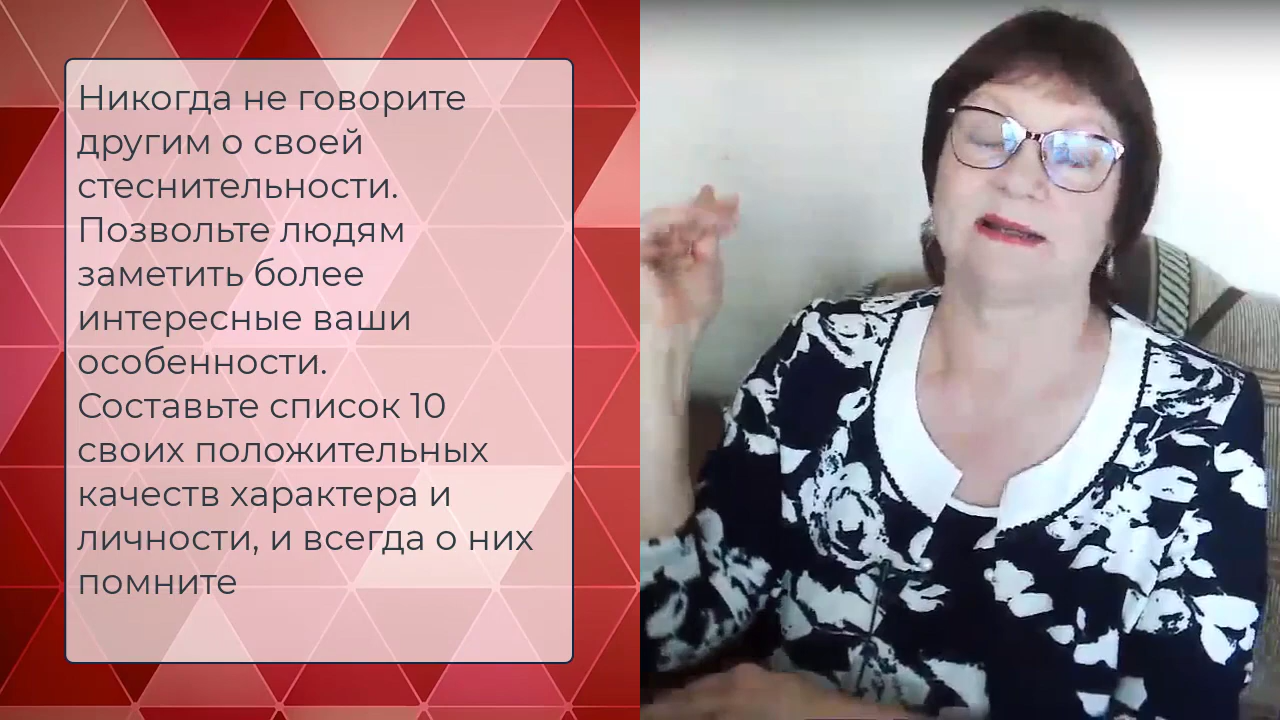 Никогда не говорите
другим о своей
стеснительности.
Позвольте людям
заметить более
интересные ваши
особенности.
Составьте список 10
своих положительных
качеств характера и
личности, и всегда о них
помните